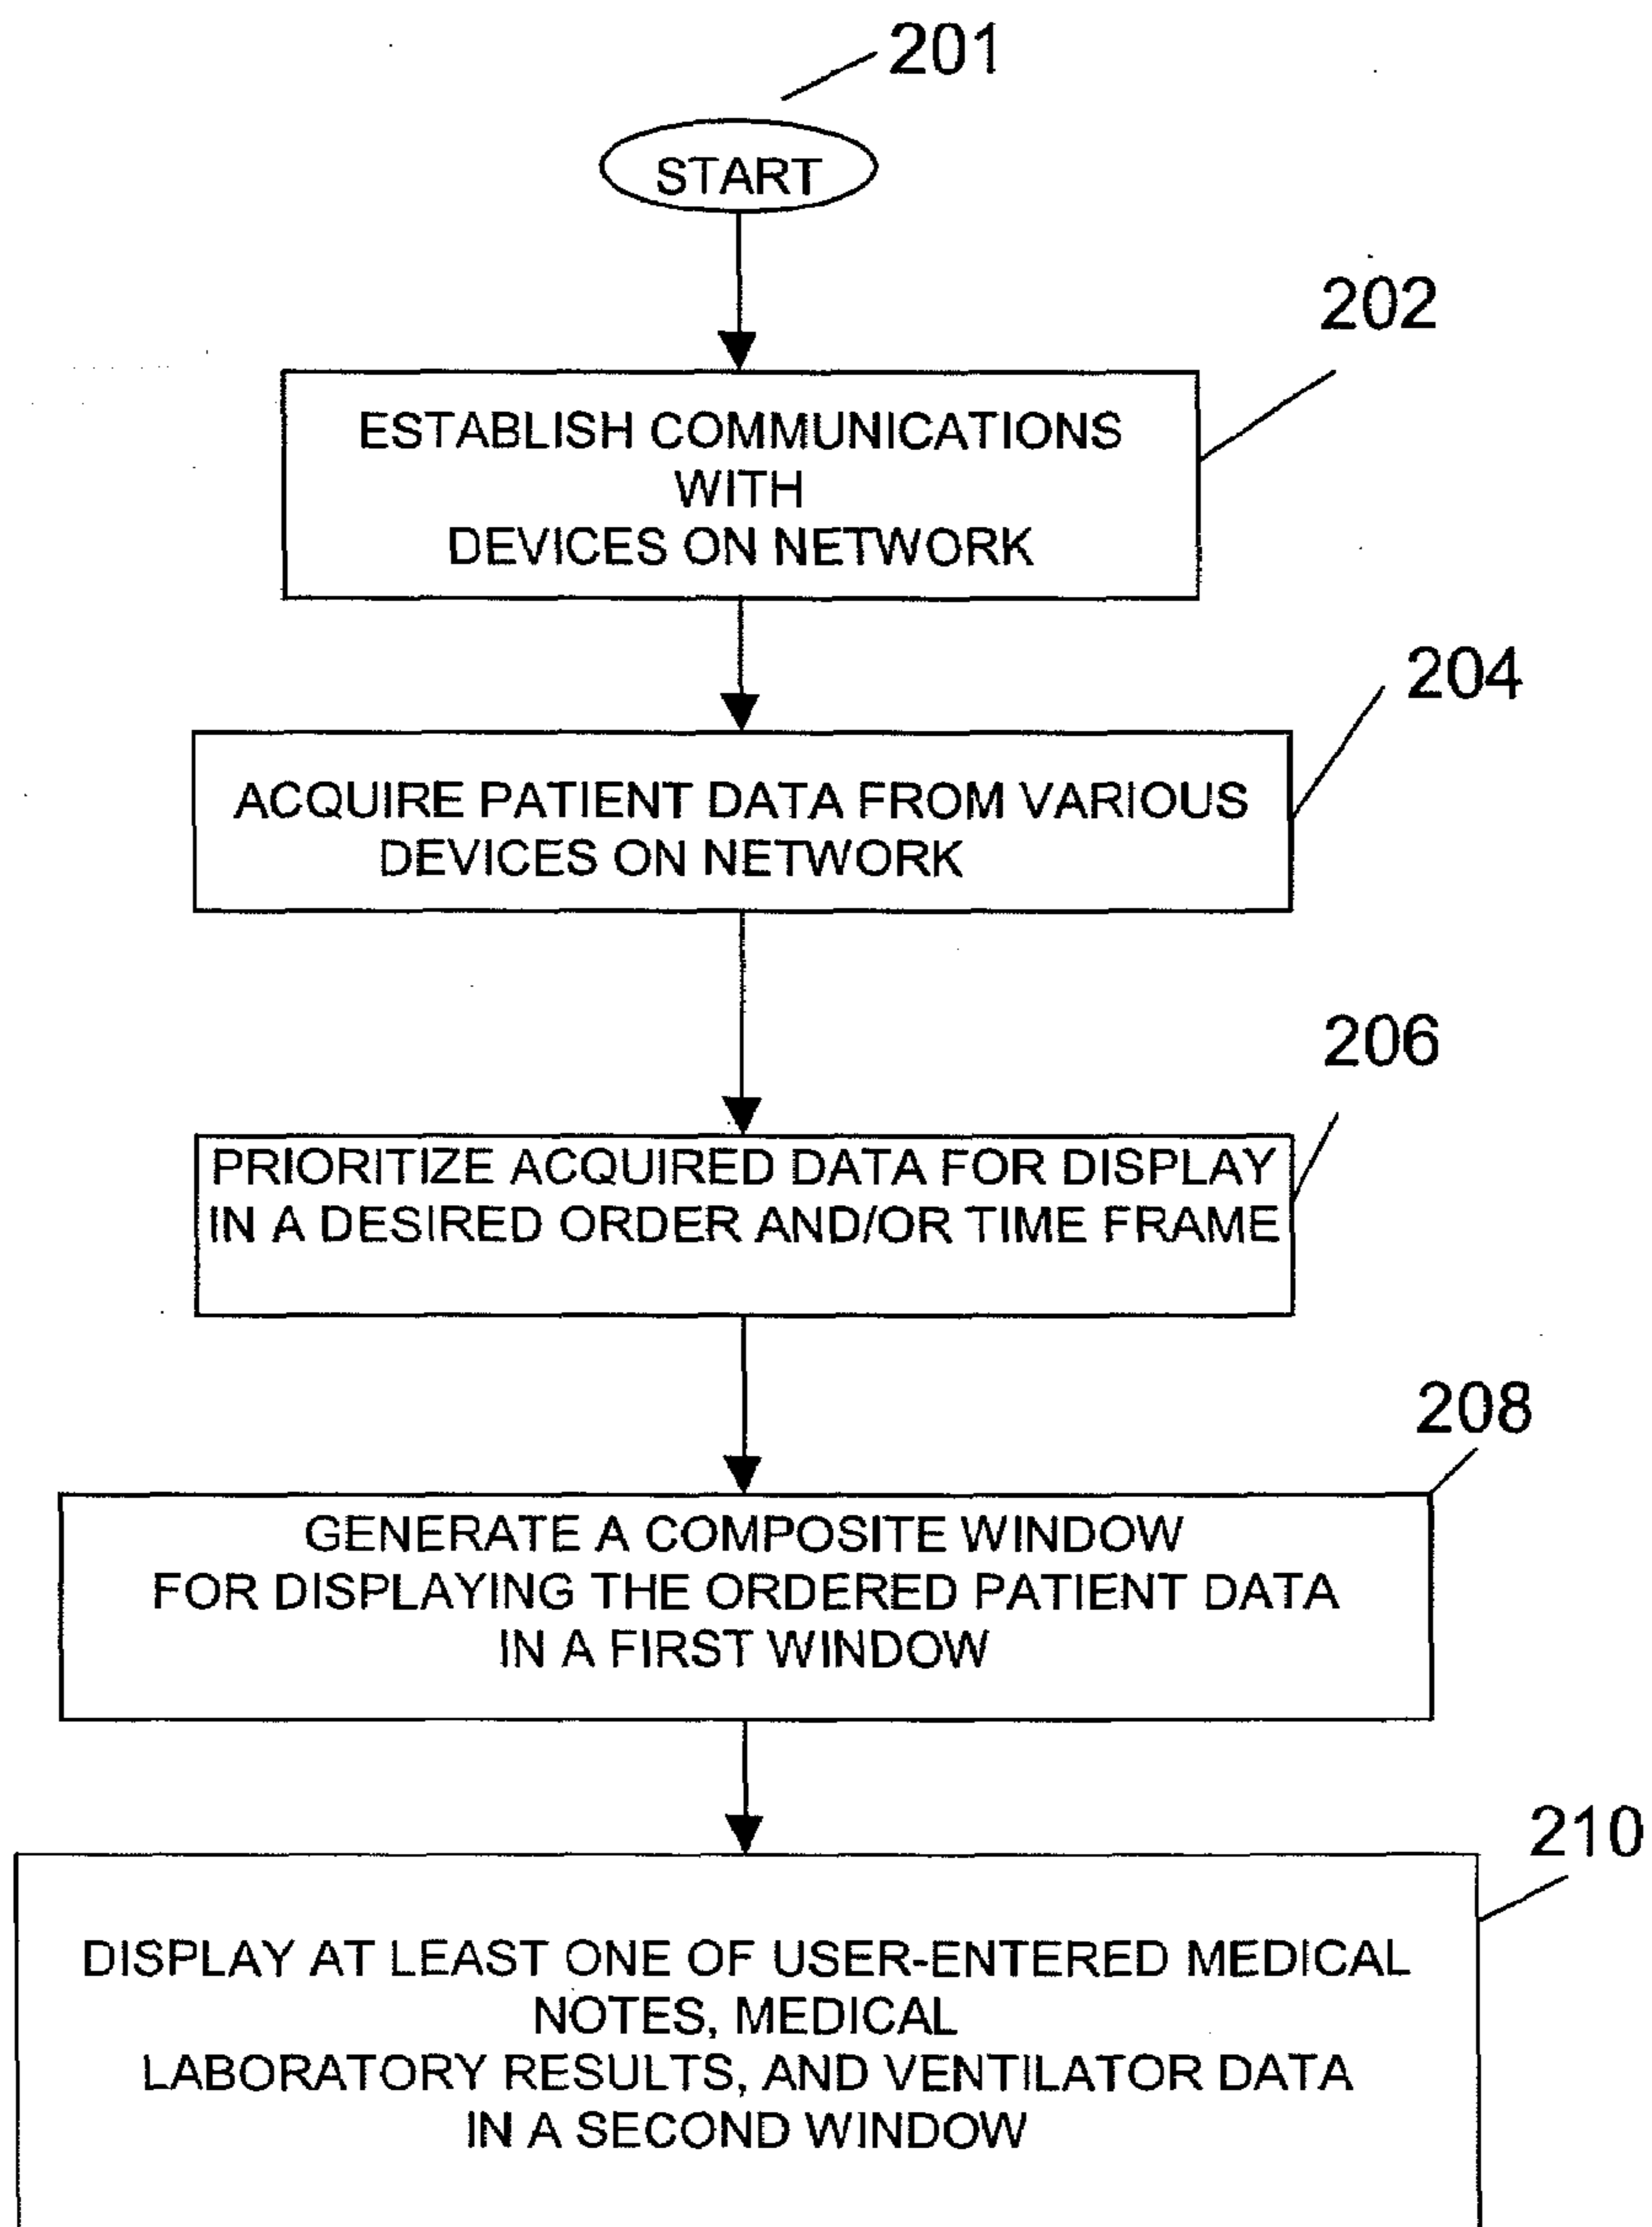 201
START
202
ESTABLISH COMMUNICATIONS
WITH
DEVICES ON NETWORK
204
ACQUIRE PATIENT DATA FROM VARIOUS
DEVICES ON NETWORK
206
PRIORITIZE ACQUIRED DATA FOR DISPLAY
IN A DESIRED ORDER AND/OR TIME FRAME
208
GENERATE A COMPOSITE WINDOW
FOR DISPLAYING THE ORDERED PATIENT DATA
IN A FIRST WINDOW
210
DISPLAY AT LEAST ONE OF USER-ENTERED MEDICAL
NOTES, MEDICAL
LABORATORY RESULTS, AND VENTILATOR DATA
IN A SECOND WINDOW